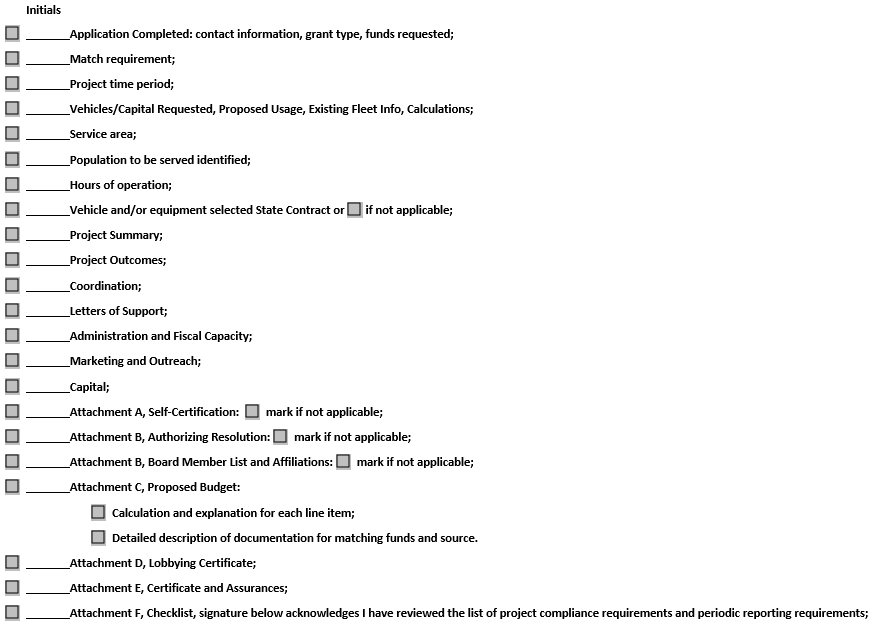 Initials
_______Application Completed: contact information, grant type, funds requested;
_______Match requirement;
_______Project time period;
_______Vehicles/Capital Requested, Proposed Usage, Existing Fleet Info, Calculations;
_______Service area;
_______Population to be served identified;
_______Hours of operation;
_______Vehicle and/or equipment selected State Contract or if not applicable;
_______Project Summary;
_______Project Outcomes;
_______Coordination;
_______Letters of Support;
_______Administration and Fiscal Capacity;
_______Marketing and Outreach;
_______Capital;
_______Attachment A, Self-Certification: mark if not applicable;
_______Attachment B, Authorizing Resolution: mark if not applicable;
_______Attachment B, Board Member List and Affiliations: mark if not applicable;
_______Attachment C, Proposed Budget:
Calculation and explanation for each line item;
Detailed description of documentation for matching funds and source.
_______Attachment D, Lobbying Certificate;
_______Attachment E, Certificate and Assurances;
_______Attachment F, Checklist, signature below acknowledges I have reviewed the list of project compliance requirements and periodic reporting requirements;